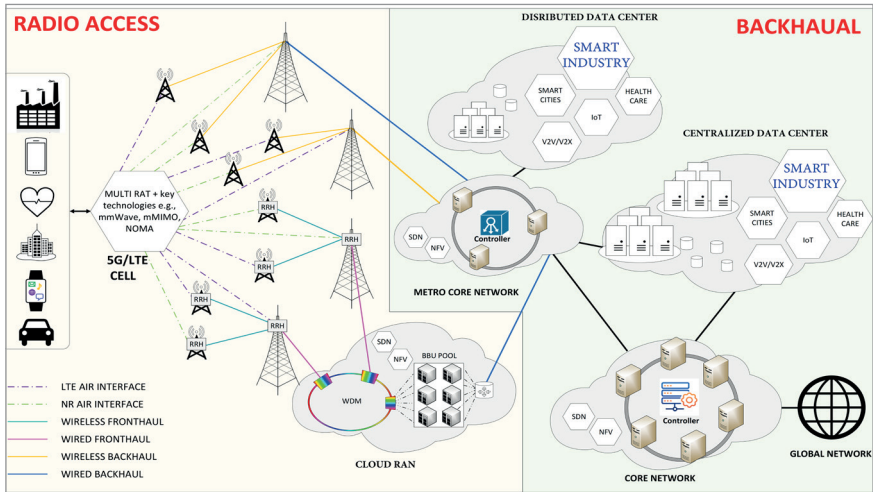 RADIO ACCESS
DISRIBUTED DATA CENTER
BACKHAUAL
SMART
INDUSTRY
SMART
CITIES
HEALTH
CARE
IoT
V2V/V2X
CENTRALIZED DATA CENTER
SMART
INDUSTRY
SMART
CITIES
HEALTH
CARE
IoT
V2V/V2X
MULTI RAT + key
technologies e.g.,
mmWave, mMIMO,
NOMA
5G/LTE
CELL
RRH
RRH
RRH
RRH
RRH
RRH
SDN
NFV
Controller
METRO CORE NETWORK
SDN
NFV
BBU POOL
WDM
CLOUD RAN
SDN
NFV
Controller
CORE NETWORK
GLOBAL NETWORK
LTE AIR INTERFACE
NR AIR INTERFACE
WIRELESS FRONTHAUL
WIRED FRONTHAUL
WIRELESS BACKHAUL
WIRED BACKHAUL